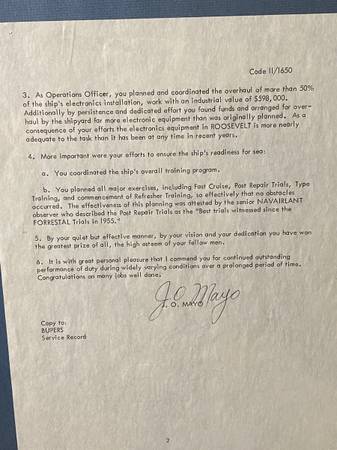 Code 11/1650
3. As Operations Officer, you planned and coordinated the overhaul of more than 50%
of the ship's electronics installation, work with an industrial value of $598,000.
Additionally by persistence and dedicated effort you found funds and arranged for over-
haul by the shipyard for more electronic equipment than was originally planned. As a
consequence of your efforts the electronics equipment in ROOSEVELT is more nearly
adequate to the task than it has been at any time in recent years.
4. More important were your efforts to ensure the ship's readiness for sea:
a. You coordinated the ship's overall training program.
b. You planned all major exercises, including Fast Cruise, Post Repair Trials, Type
Training, and commencement of Refresher Training, so effectively that no obstacles
occurred. The effectiveness of this planning was attested by the senior NAVAIRLANT
observer who described the Post Repair Trials as the "Best trials witnessed since the
FORRESTAL Trials in 1955."
5. By your quiet but effective manner, by your vision and your dedication you have won
the greatest prize of all, the high esteem of your fellow men.
6. It is with great personal pleasure that I commend you for continued outstanding
performance of duty during widely varying conditions over a prolonged period of time.
Congratulations on many jobs well done.
J.O. Mayo
J. O. MAYO
Copy to:
BUPERS
Service Record
2